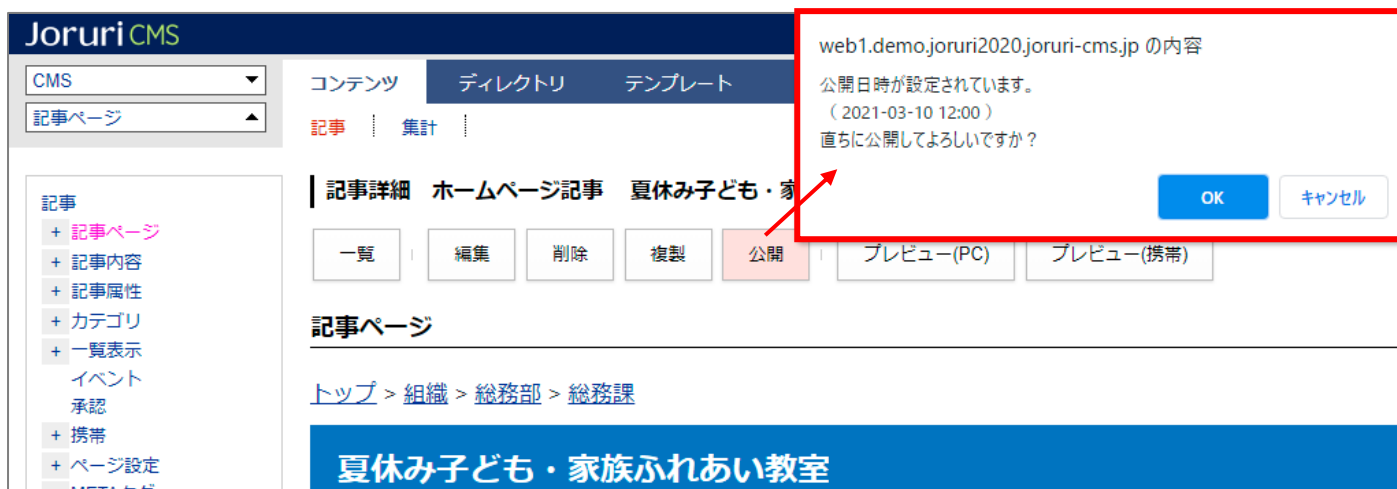 Joruri CMS
CMS
記事ページ
コンテンツ ディレクトリ テンプレート
記事 集計
web1.demo.joruri2020.joruri-cms.jp の内容
公開日時が設定されています。
( 2021-03-10 12:00 )
直ちに公開してよろしいですか？
OK キャンセル
記事
+ 記事ページ
+ 記事内容
+ 記事属性
+ カテゴリ
+ 一覧表示
イベント
承認
+ 携帯
+ ページ設定
記事詳細 ホームページ記事 夏休み子ども・家
一覧 編集 削除 複製 公開 プレビュー(PC) プレビュー(携帯)
記事ページ
トップ > 組織 > 総務部 > 総務課
夏休み子ども・家族ふれあい教室